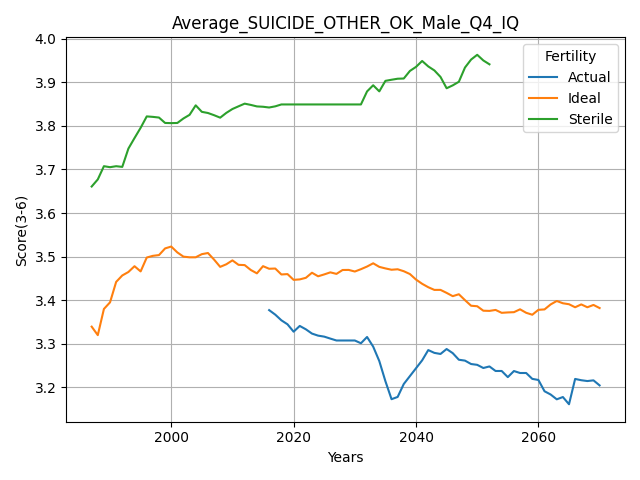 Average_SUICIDE_OTHER_OK_Male_Q4_IQ
Fertility
Actual
Ideal
Sterile
Score(3-6)
4.0
3.9
3.8
3.7
3.6
3.5
3.4
3.3
3.2
2000
2020
2040
2060
Years